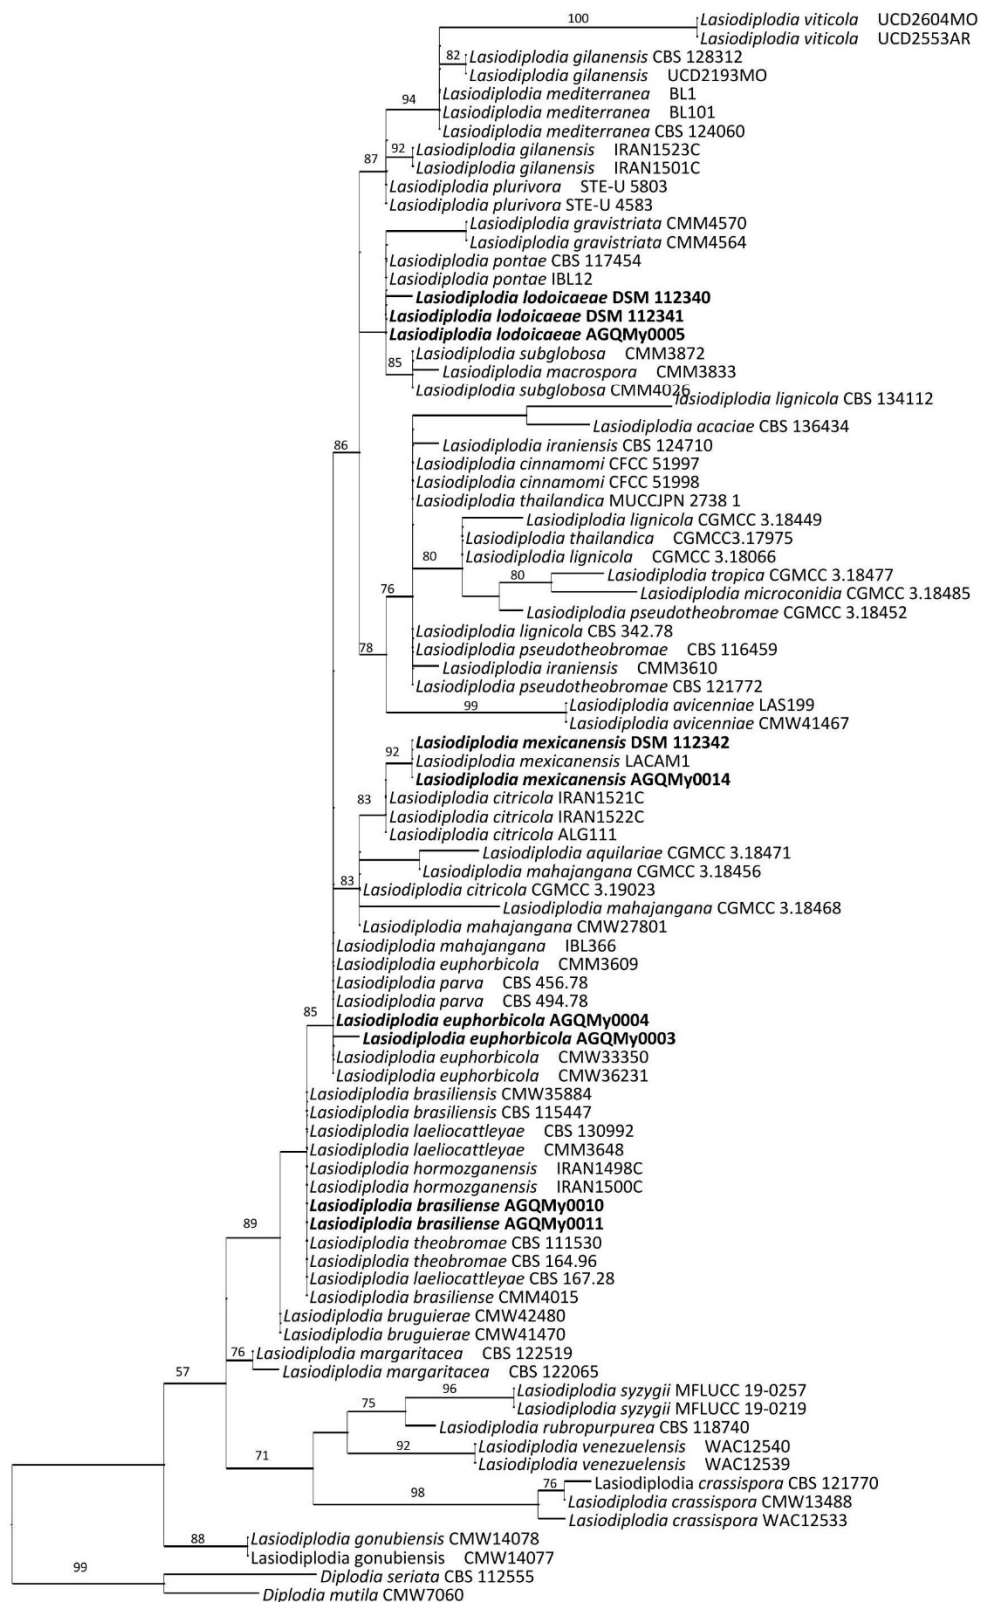 100
Lasiodiplodia viticola UCD2604MO
Lasiodiplodia viticola UCD2553AR
82
Lasiodiplodia gilanensis CBS 128312
Lasiodiplodia gilanensis UCD2193MO
94
Lasiodiplodia mediterranea BL1
Lasiodiplodia mediterranea BL101
Lasiodiplodia mediterranea CBS 124060
92
Lasiodiplodia gilanensis IRAN1523C
87
Lasiodiplodia gilanensis IRAN1501C
Lasiodiplodia plurivora STE-U 5803
Lasiodiplodia plurivora STE-U 4583
Lasiodiplodia gravistriata CMM4570
Lasiodiplodia gravistriata CMM4564
Lasiodiplodia pontae CBS 117454
Lasiodiplodia pontae IBL12
Lasiodiplodia lodoicaeae DSM 112340
Lasiodiplodia lodoicaeae DSM 112341
Lasiodiplodia lodoicaeae AGQMy0005
Lasiodiplodia subglobosa CMM3872
85
Lasiodiplodia macrospora CMM3833
Lasiodiplodia subglobosa CMM4026
lasiodiplodia lignicola CBS 134112
Lasiodiplodia acaciae CBS 136434
86
Lasiodiplodia iraniensis CBS 124710
Lasiodiplodia cinnamomi CFCC 51997
Lasiodiplodia cinnamomi CFCC 51998
Lasiodiplodia thailandica MUCCJPN 2738 1
Lasiodiplodia lignicola CGMCC 3.18449
Lasiodiplodia thailandica CGMCC3.17975
80
Lasiodiplodia lignicola CGMCC 3.18066
80
Lasiodiplodia tropica CGMCC 3.18477
76
Lasiodiplodia microconidia CGMCC 3.18485
Lasiodiplodia pseudotheobromae CGMCC 3.18452
Lasiodiplodia lignicola CBS 342.78
78
Lasiodiplodia pseudotheobromae CBS 116459
Lasiodiplodia iraniensis CMM3610
Lasiodiplodia pseudotheobromae CBS 121772
99
Lasiodiplodia avicenniae LAS199
Lasiodiplodia avicenniae CMW41467
Lasiodiplodia mexicanensis DSM 112342
92
Lasiodiplodia mexicanensis LACAM1
Lasiodiplodia mexicanensis AGQMy0014
83
Lasiodiplodia citricola IRAN1521C
Lasiodiplodia citricola IRAN1522C
Lasiodiplodia citricola ALG111
Lasiodiplodia aquilariae CGMCC 3.18471
Lasiodiplodia mahajangana CGMCC 3.18456
83
Lasiodiplodia citricola CGMCC 3.19023
Lasiodiplodia mahajangana CGMCC 3.18468
Lasiodiplodia mahajangana CMW27801
Lasiodiplodia mahajangana IBL366
Lasiodiplodia euphorbicola CMM3609
Lasiodiplodia parva CBS 456.78
Lasiodiplodia parva CBS 494.78
85
Lasiodiplodia euphorbicola AGQMy0004
Lasiodiplodia euphorbicola AGQMy0003
Lasiodiplodia euphorbicola CMW33350
Lasiodiplodia euphorbicola CMW36231
Lasiodiplodia brasiliensis CMW35884
Lasiodiplodia brasiliensis CBS 115447
Lasiodiplodia laeliocattleyae CBS 130992
Lasiodiplodia laeliocattleyae CMM3648
Lasiodiplodia hormozganensis IRAN1498C
Lasiodiplodia hormozganensis IRAN1500C
Lasiodiplodia brasiliense AGQMy0010
89
Lasiodiplodia brasiliense AGQMy0011
Lasiodiplodia theobromae CBS 111530
Lasiodiplodia theobromae CBS 164.96
Lasiodiplodia laeliocattleyae CBS 167.28
Lasiodiplodia brasiliense CMM4015
Lasiodiplodia bruguierae CMW42480
Lasiodiplodia bruguierae CMW41470
76
Lasiodiplodia margaritacea CBS 122519
57
Lasiodiplodia margaritacea CBS 122065
96
Lasiodiplodia syzygii MFLUCC 19-0257
75
Lasiodiplodia syzygii MFLUCC 19-0219
Lasiodiplodia rubropurpurea CBS 118740
71
92
Lasiodiplodia venezuelensis WAC12540
Lasiodiplodia venezuelensis WAC12539
76
Lasiodiplodia crassispora CBS 121770
98
Lasiodiplodia crassispora CMW13488
Lasiodiplodia crassispora WAC12533
88
Lasiodiplodia gonubiensis CMW14078
Lasiodiplodia gonubiensis CMW14077
99
Diplodia seriata CBS 112555
Diplodia mutila CMW7060